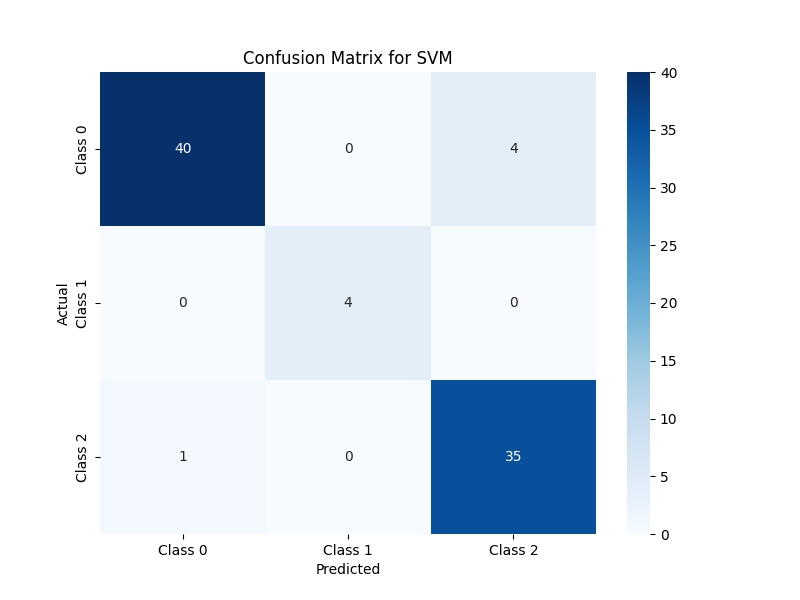 Confusion Matrix for SVM
Class 0
40 0 4
Actual
Class 1
0 4 0
Class 2
1 0 35
Class 0 Class 1 Class 2
Predicted
40
35
30
25
20
15
10
5
0